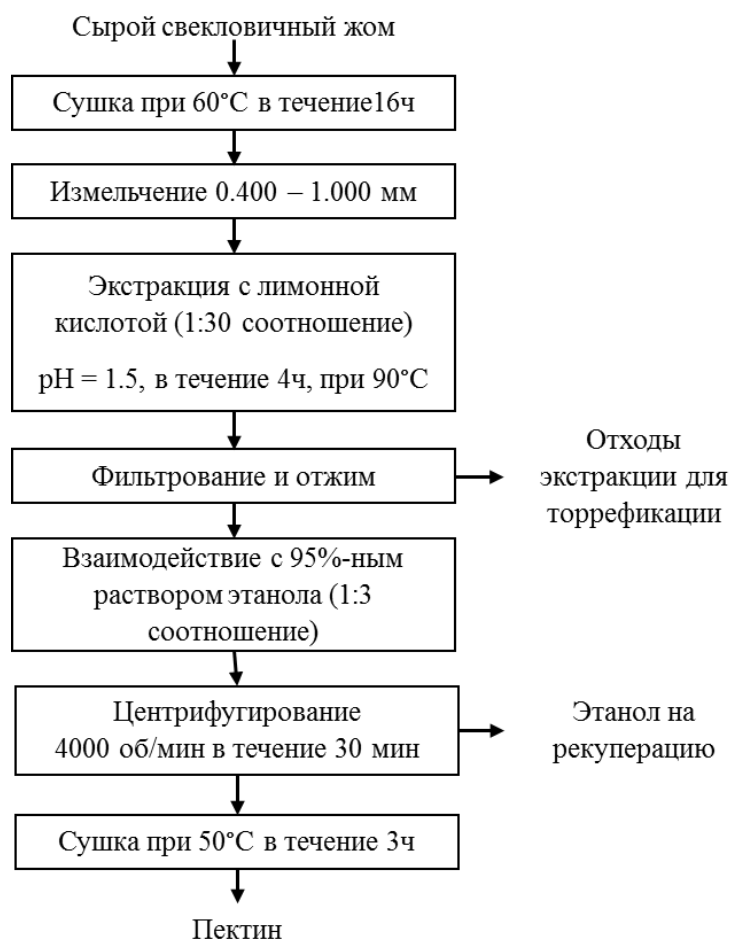 Сырой свекловичный жом
Сушка при 60°С в течение16ч
Измельчение 0.400 – 1.000 мм
Экстракция с лимонной
кислотой (1:30 соотношение)
pH = 1.5, в течение 4ч, при 90°С
Фильтрование и отжим
Отходы
экстракции для
торрефикации
Взаимодействие с 95%-ным
раствором этанола (1:3
соотношение)
Центрифугирование
4000 об/мин в течение 30 мин
Этанол на
рекуперацию
Сушка при 50°С в течение 3ч
Пектин